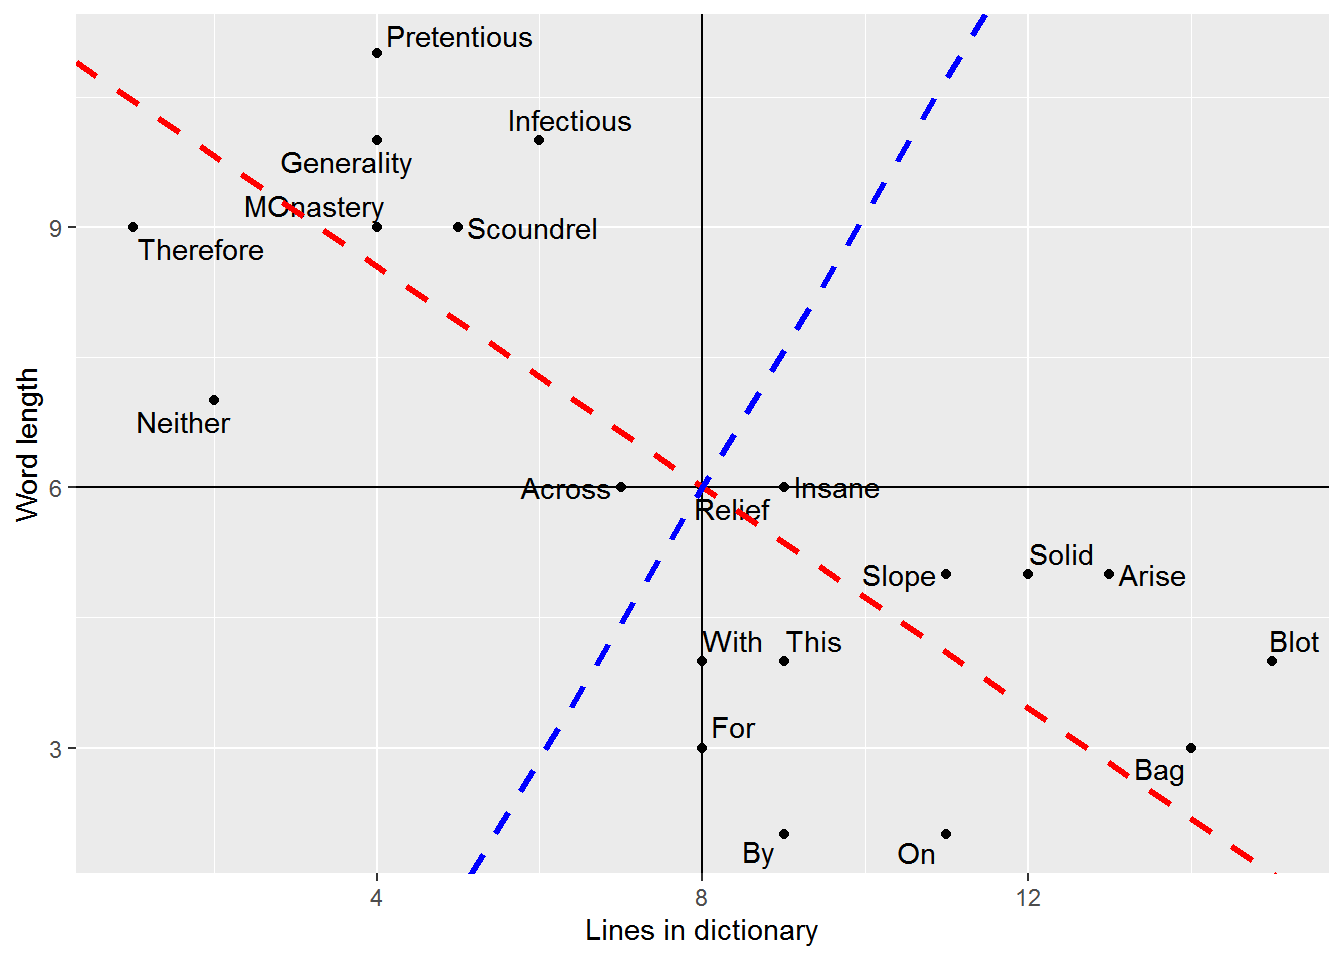 Pretentious
Infectious
Generality
MOnastery
Scoundrel
Therefore
Neither
Across
Insane
Relief
Solid
Slope
Arise
With
This
Blot
For
Bag
By
On
9
6
3
4
8
12
Word length
Lines in dictionary